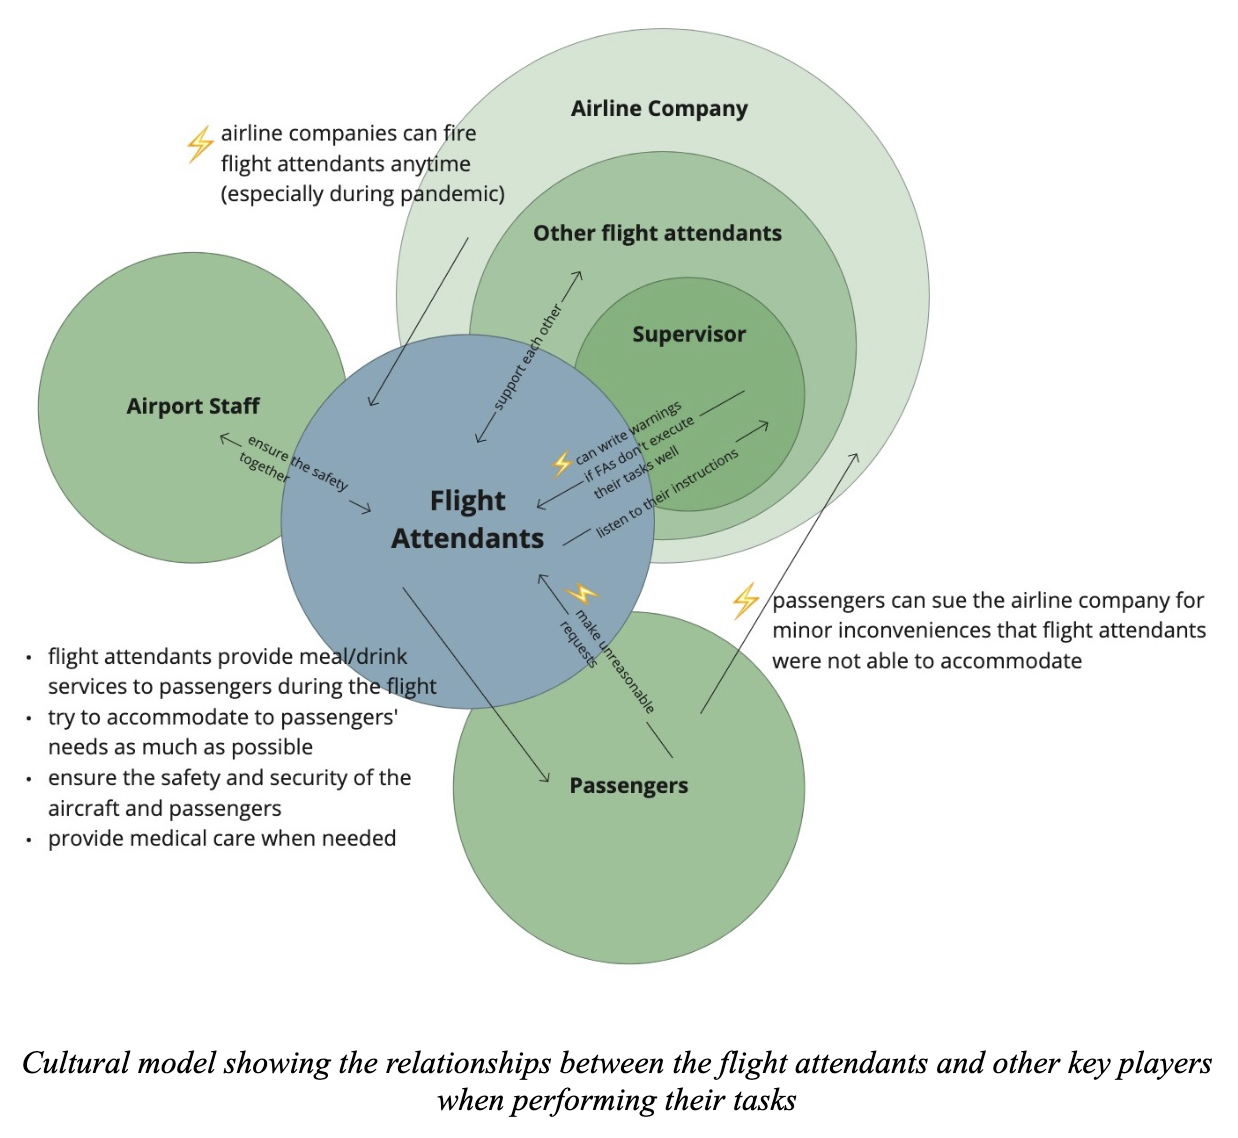 Airline Company
airline companies can fire
flight attendants anytime
(especially during pandemic)
Other flight attendants
support each other
Supervisor
Airport Staff
ensure the safety
together
can write warnings
if FAs don't execute
their tasks well
listen to their instructions
Flight
Attendants
make unreasonable
requests
passengers can sue the airline company for
minor inconveniences that flight attendants
were not able to accommodate
• flight attendants provide meal/drink
services to passengers during the flight
• try to accommodate to passengers'
needs as much as possible
• ensure the safety and security of the
aircraft and passengers
• provide medical care when needed
Passengers
Cultural model showing the relationships between the flight attendants and other key players
when performing their tasks